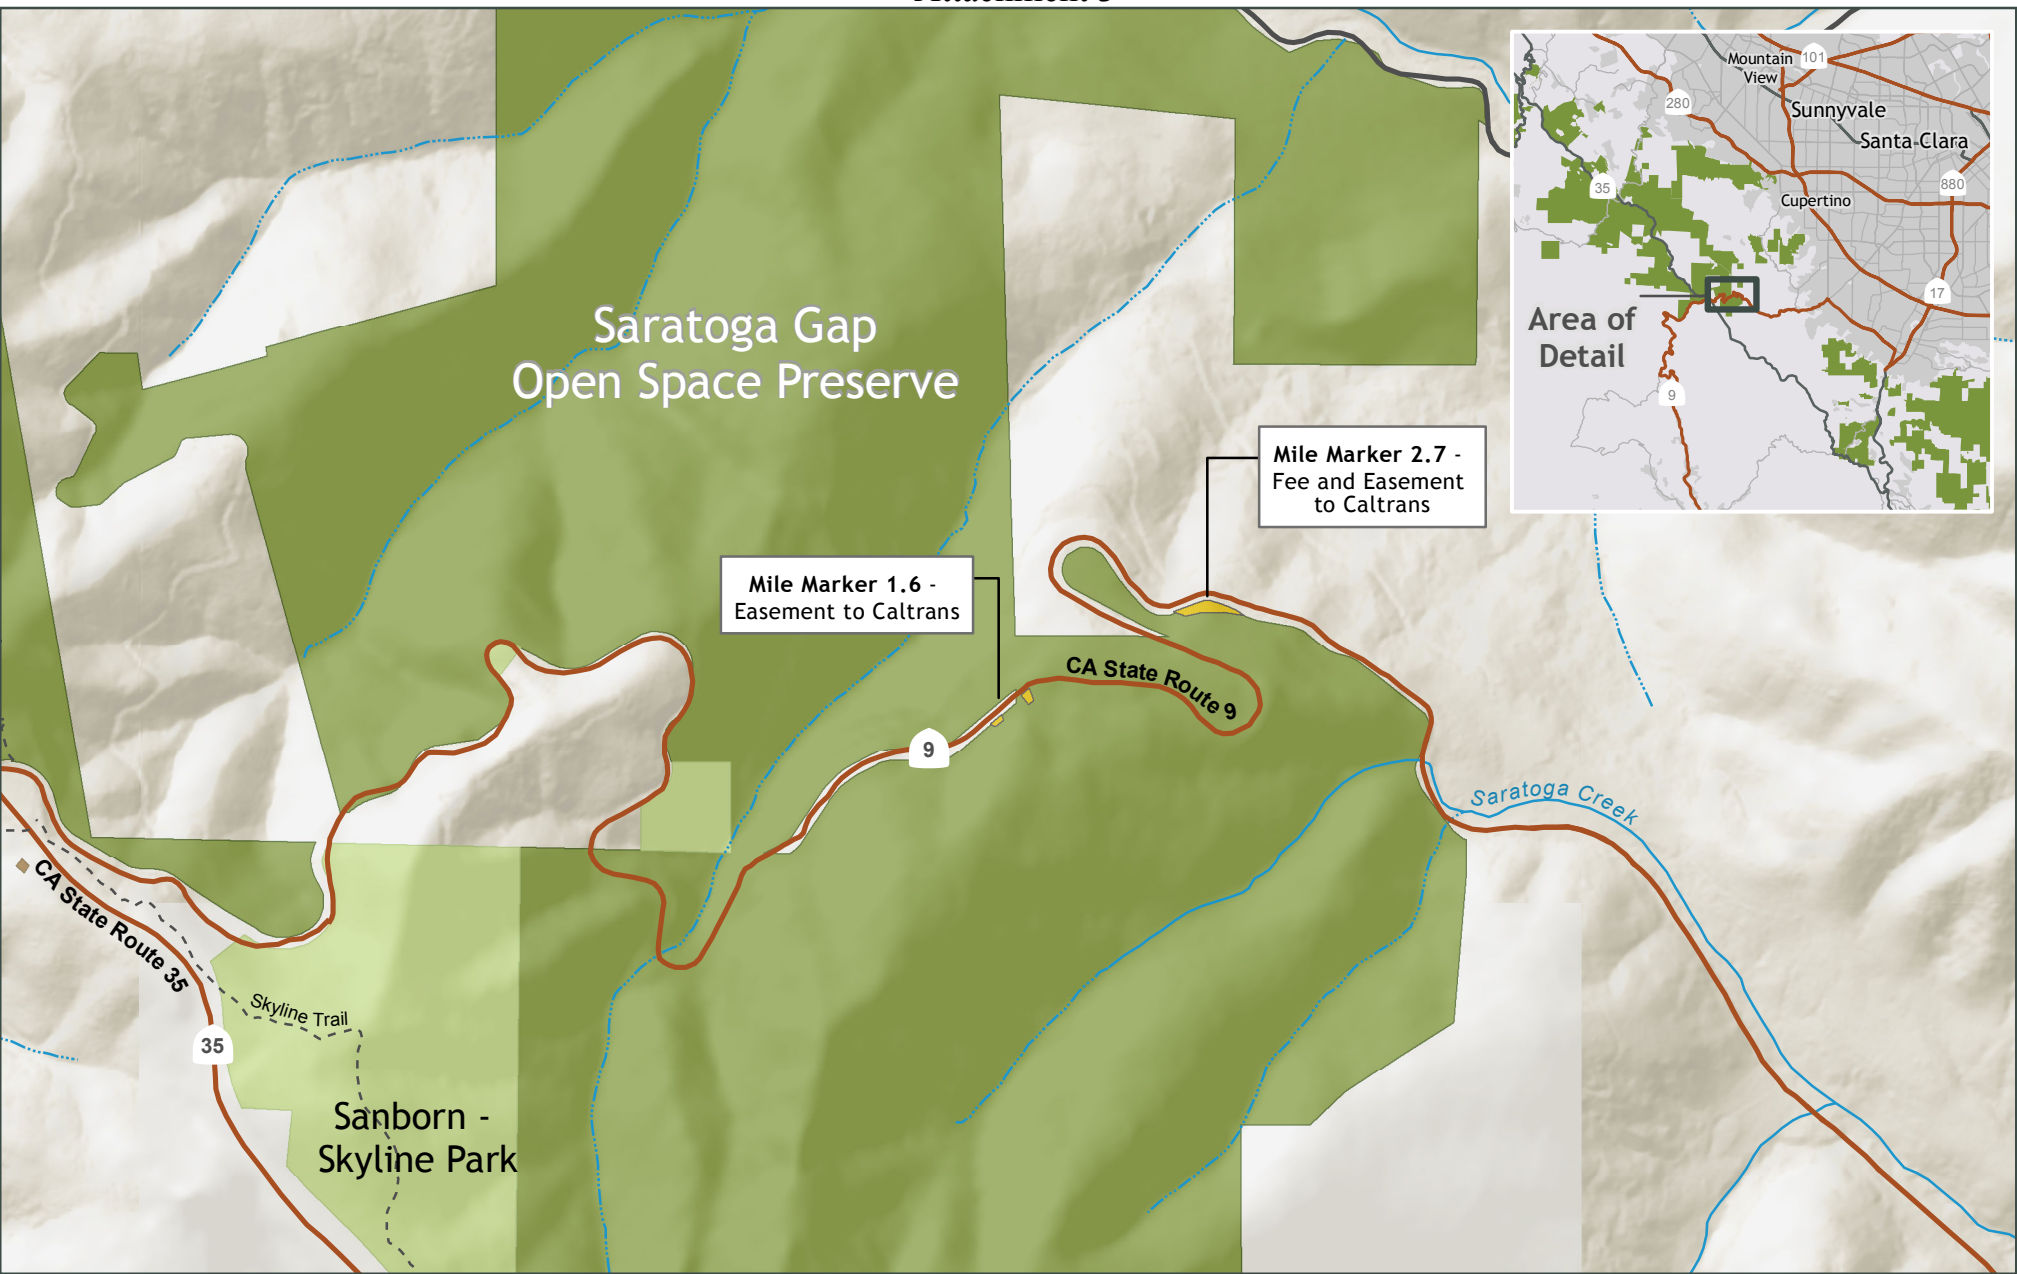 Attachment 3
Mountain
View
101
280
Sunnyvale
Santa Clara
35
880
Cupertino
17
Area of
Detail
9
Saratoga Gap
Open Space Preserve
Mile Marker 2.7 -
Fee and Easement
to Caltrans
Mile Marker 1.6 -
Easement to Caltrans
CA State Route 9
9
Saratoga Creek
CA State Route 35
Skyline Trail
35
Sanborn -
Skyline Park